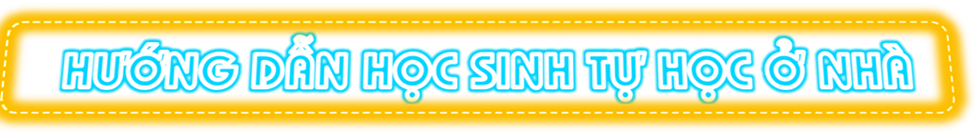 HƯỚNG DẪN HỌC SINH TỰ HỌC Ở NHÀ